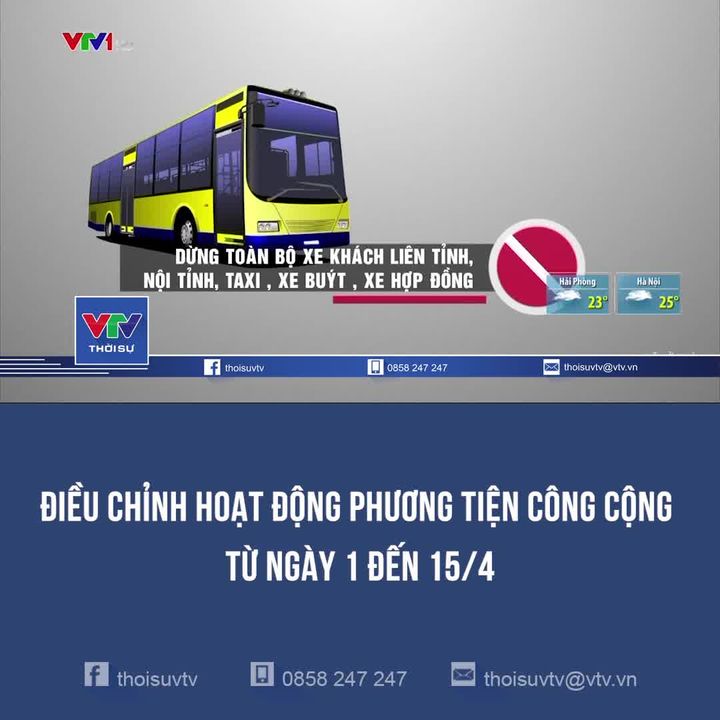 VTV1
DỪNG TOÀN BỘ XE KHÁCH LIÊN TỈNH,
NỘI TỈNH, TAXI , XE BUÝT , XE HỢP ĐỒNG
Hải Phòng
23°
Hà Nội
25°
VTV
THỜI SỰ
thoisuvtv
0858 247 247
thoisuvtv@vtv.vn
ĐIỀU CHỈNH HOẠT ĐỘNG PHƯƠNG TIỆN CÔNG CỘNG
TỪ NGÀY 1 ĐẾN 15/4
thoisuvtv
0858 247 247
thoisuvtv@vtv.vn